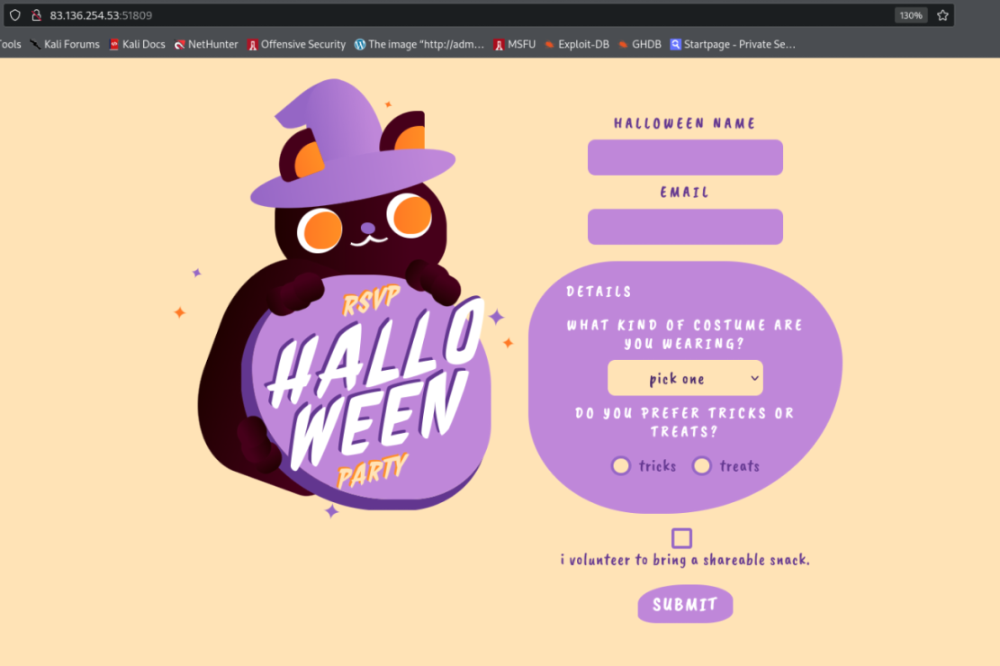 83.136.254.53:51809
130%
ools
Kali Forums
Kali Docs
NetHunter
Offensive Security
The image “http://adm…
MSFU
Exploit-DB
GHDB
Startpage - Private Se…
RSVP
HALLO
WEEN
PARTY
HALLOWEEN NAME
EMAIL
DETAILS
WHAT KIND OF COSTUME ARE
YOU WEARING?
pick one
DO YOU PREFER TRICKS OR
TREATS?
tricks
treats
i volunteer to bring a shareable snack.
SUBMIT